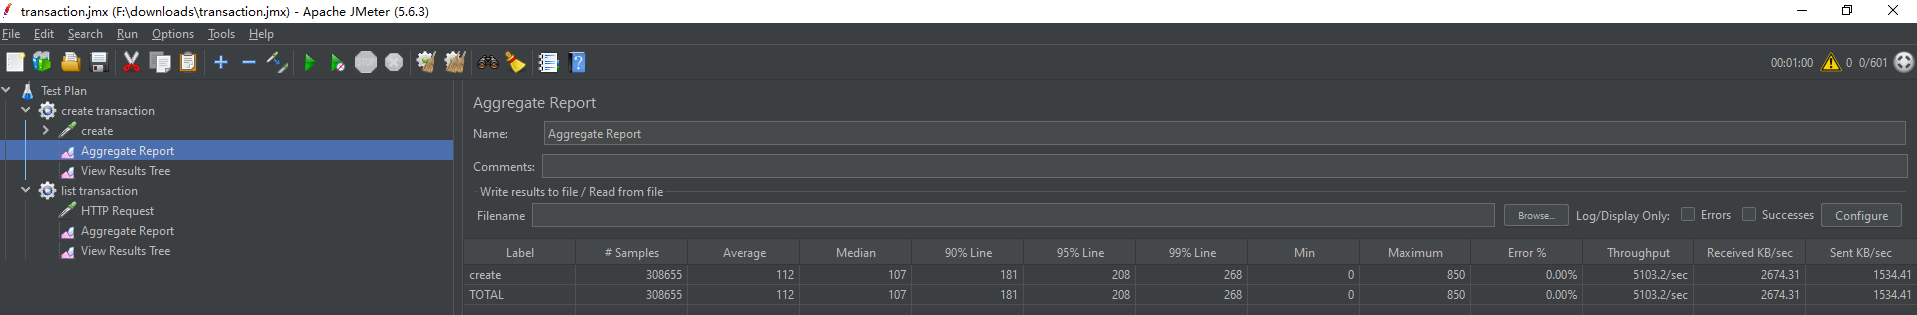 transaction.jmx (F:\downloads\transaction.jmx) - Apache JMeter (5.6.3)
File Edit Search Run Options Tools Help
STOP 00:01:00 0 0/601
Test Plan
create transaction
create
Aggregate Report
View Results Tree
list transaction
HTTP Request
Aggregate Report
View Results Tree
Aggregate Report
Name: Aggregate Report
Comments:
Write results to file / Read from file
Filename Browse... Log/Display Only: Errors Successes Configure
Label # Samples Average Median 90% Line 95% Line 99% Line Min Maximum Error % Throughput Received KB/sec Sent KB/sec
create 308655 112 107 181 208 268 0 850 0.00% 5103.2/sec 2674.31 1534.41
TOTAL 308655 112 107 181 208 268 0 850 0.00% 5103.2/sec 2674.31 1534.41